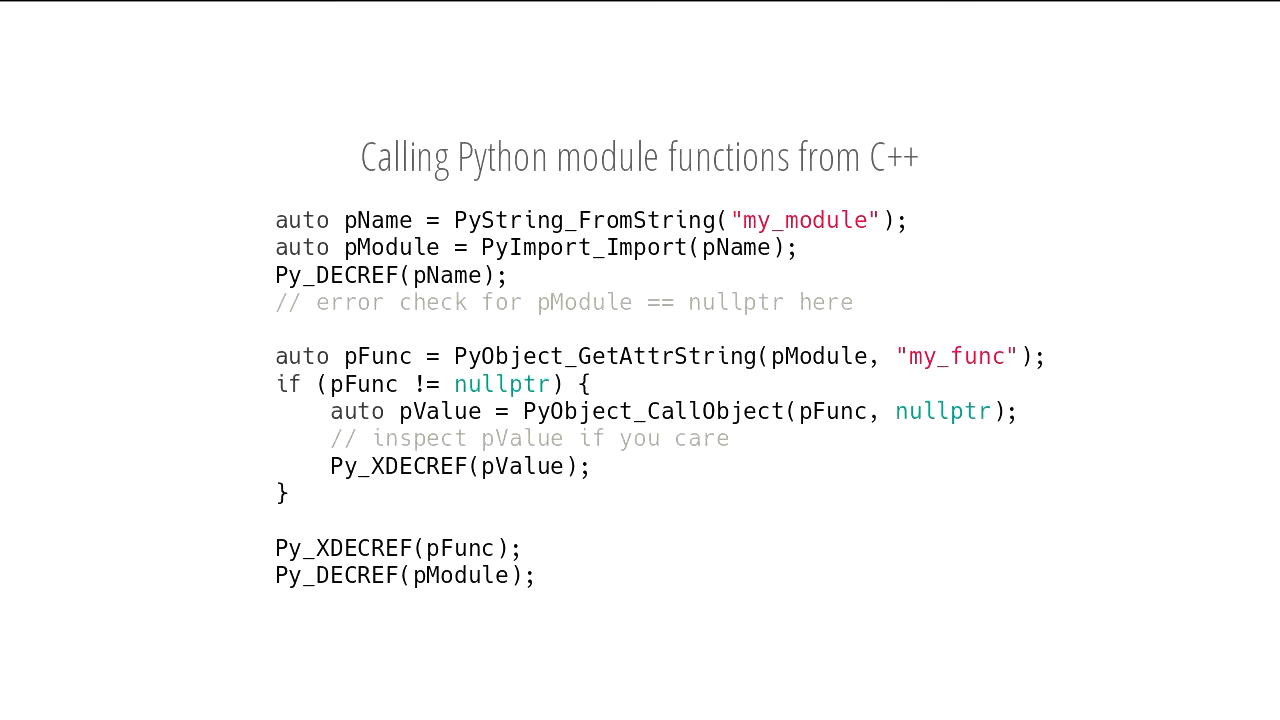 Calling Python module functions from C++
auto pName = PyString_FromString("my_module");
auto pModule = PyImport_Import(pName);
Py_DECREF(pName);
// error check for pModule == nullptr here
auto pFunc = PyObject_GetAttrString(pModule, "my_func");
if (pFunc != nullptr) {
    auto pValue = PyObject_CallObject(pFunc, nullptr);
    // inspect pValue if you care
    Py_XDECREF(pValue);
}
Py_XDECREF(pFunc);
Py_DECREF(pModule);